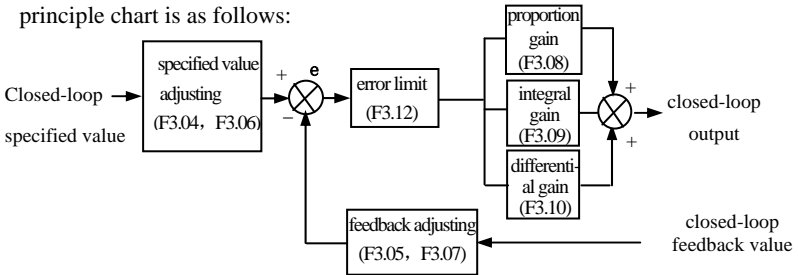 principle chart is as follows:
Closed-loop
specified value
specified value
adjusting
(F3.04，F3.06)
+
−
e
error limit
(F3.12)
proportion
gain
(F3.08)
integral
gain
(F3.09)
differenti-
al gain
(F3.10)
+
+
closed-loop
output
feedback adjusting
(F3.05，F3.07)
closed-loop
feedback value